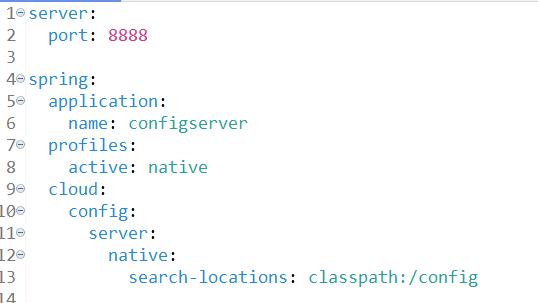 1 server:
2   port: 8888
3
4 spring:
5   application:
6     name: configserver
7   profiles:
8     active: native
9   cloud:
10     config:
11       server:
12         native:
13           search-locations: classpath:/config
14